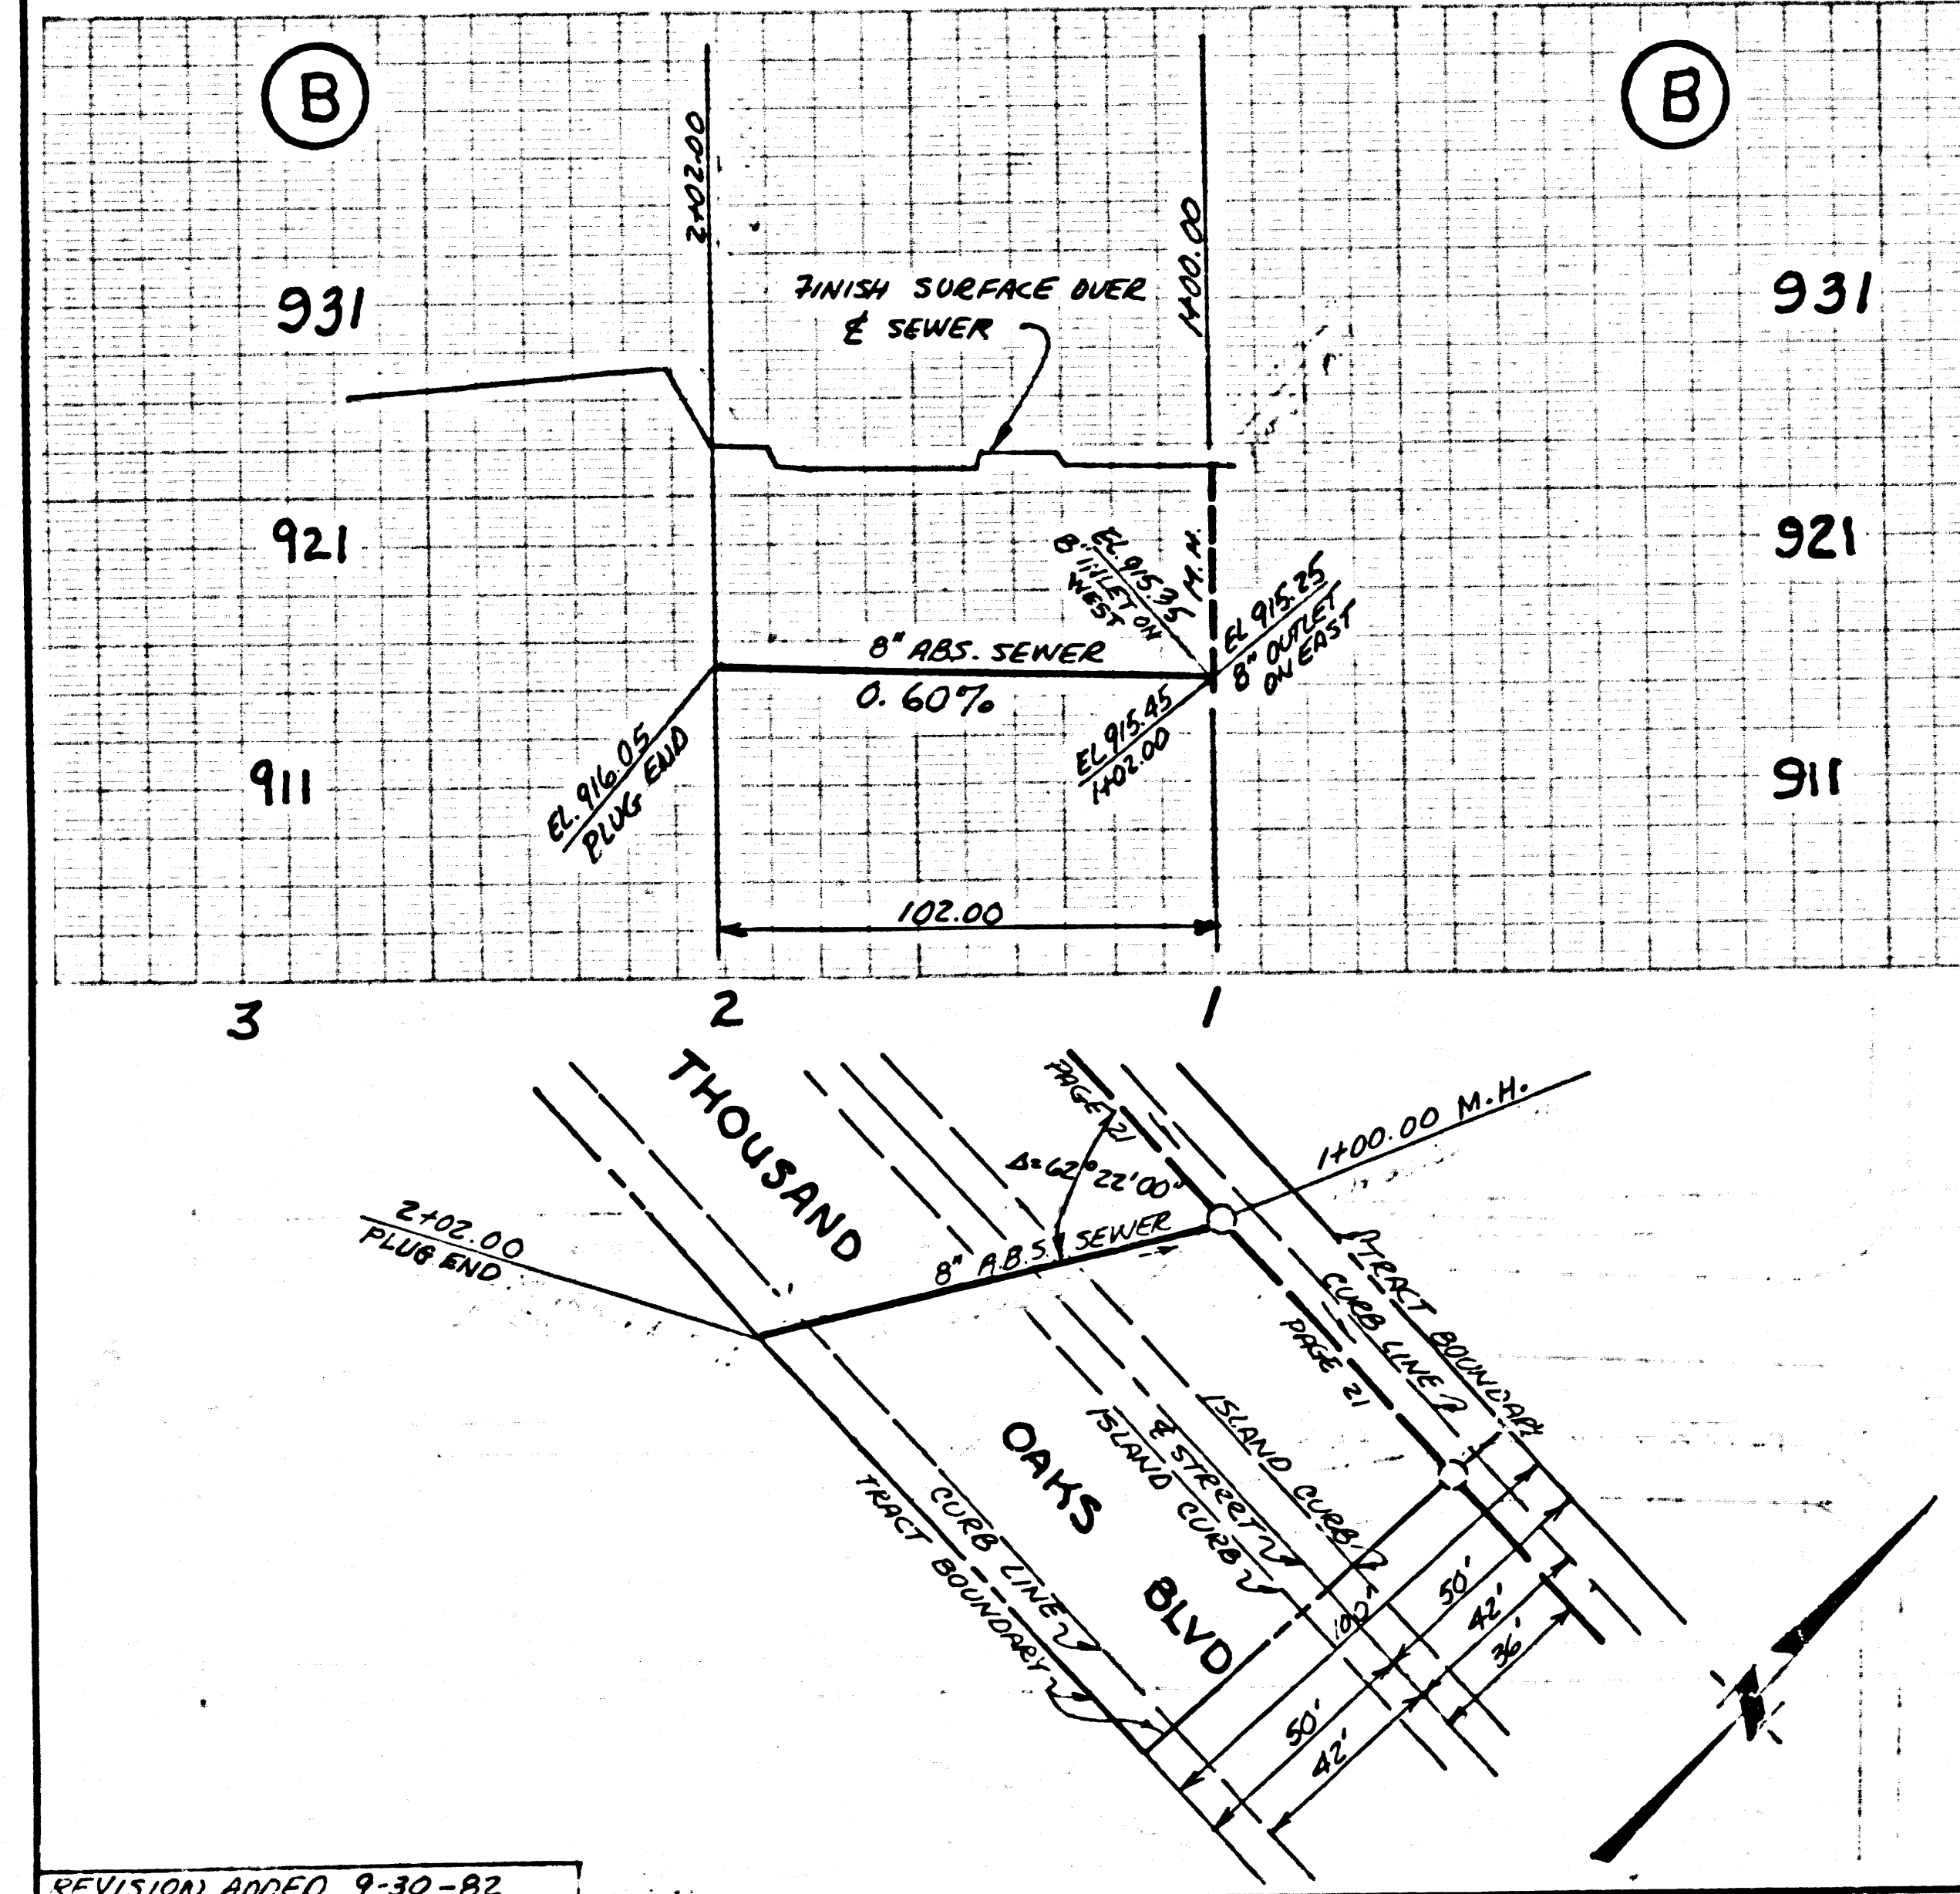 B
B
2+02.00
1+00.00
FINISH SURFACE OVER
℄ SEWER
931
931
921
921
EL. 915.35
8" INLET ON
WEST
M.H.
EL 915.25
8" OUTLET
ON EAST
8" ABS. SEWER
0.60%
EL 915.45
1+02.00
EL. 916.05
PLUG END
911
911
102.00
3
2
1
THOUSAND
OAKS
BLVD
PAGE 21
Δ=62°22'00"
1+00.00 M.H.
2+02.00
PLUG END
8" A.B.S. SEWER
TRACT BOUNDARY
CURB LINE
PAGE 21
ISLAND CURB
℄ STREET
ISLAND CURB
CURB LINE
TRACT BOUNDARY
100'
50'
42'
36'
50'
42'
N
REVISION ADDED 9-30-82